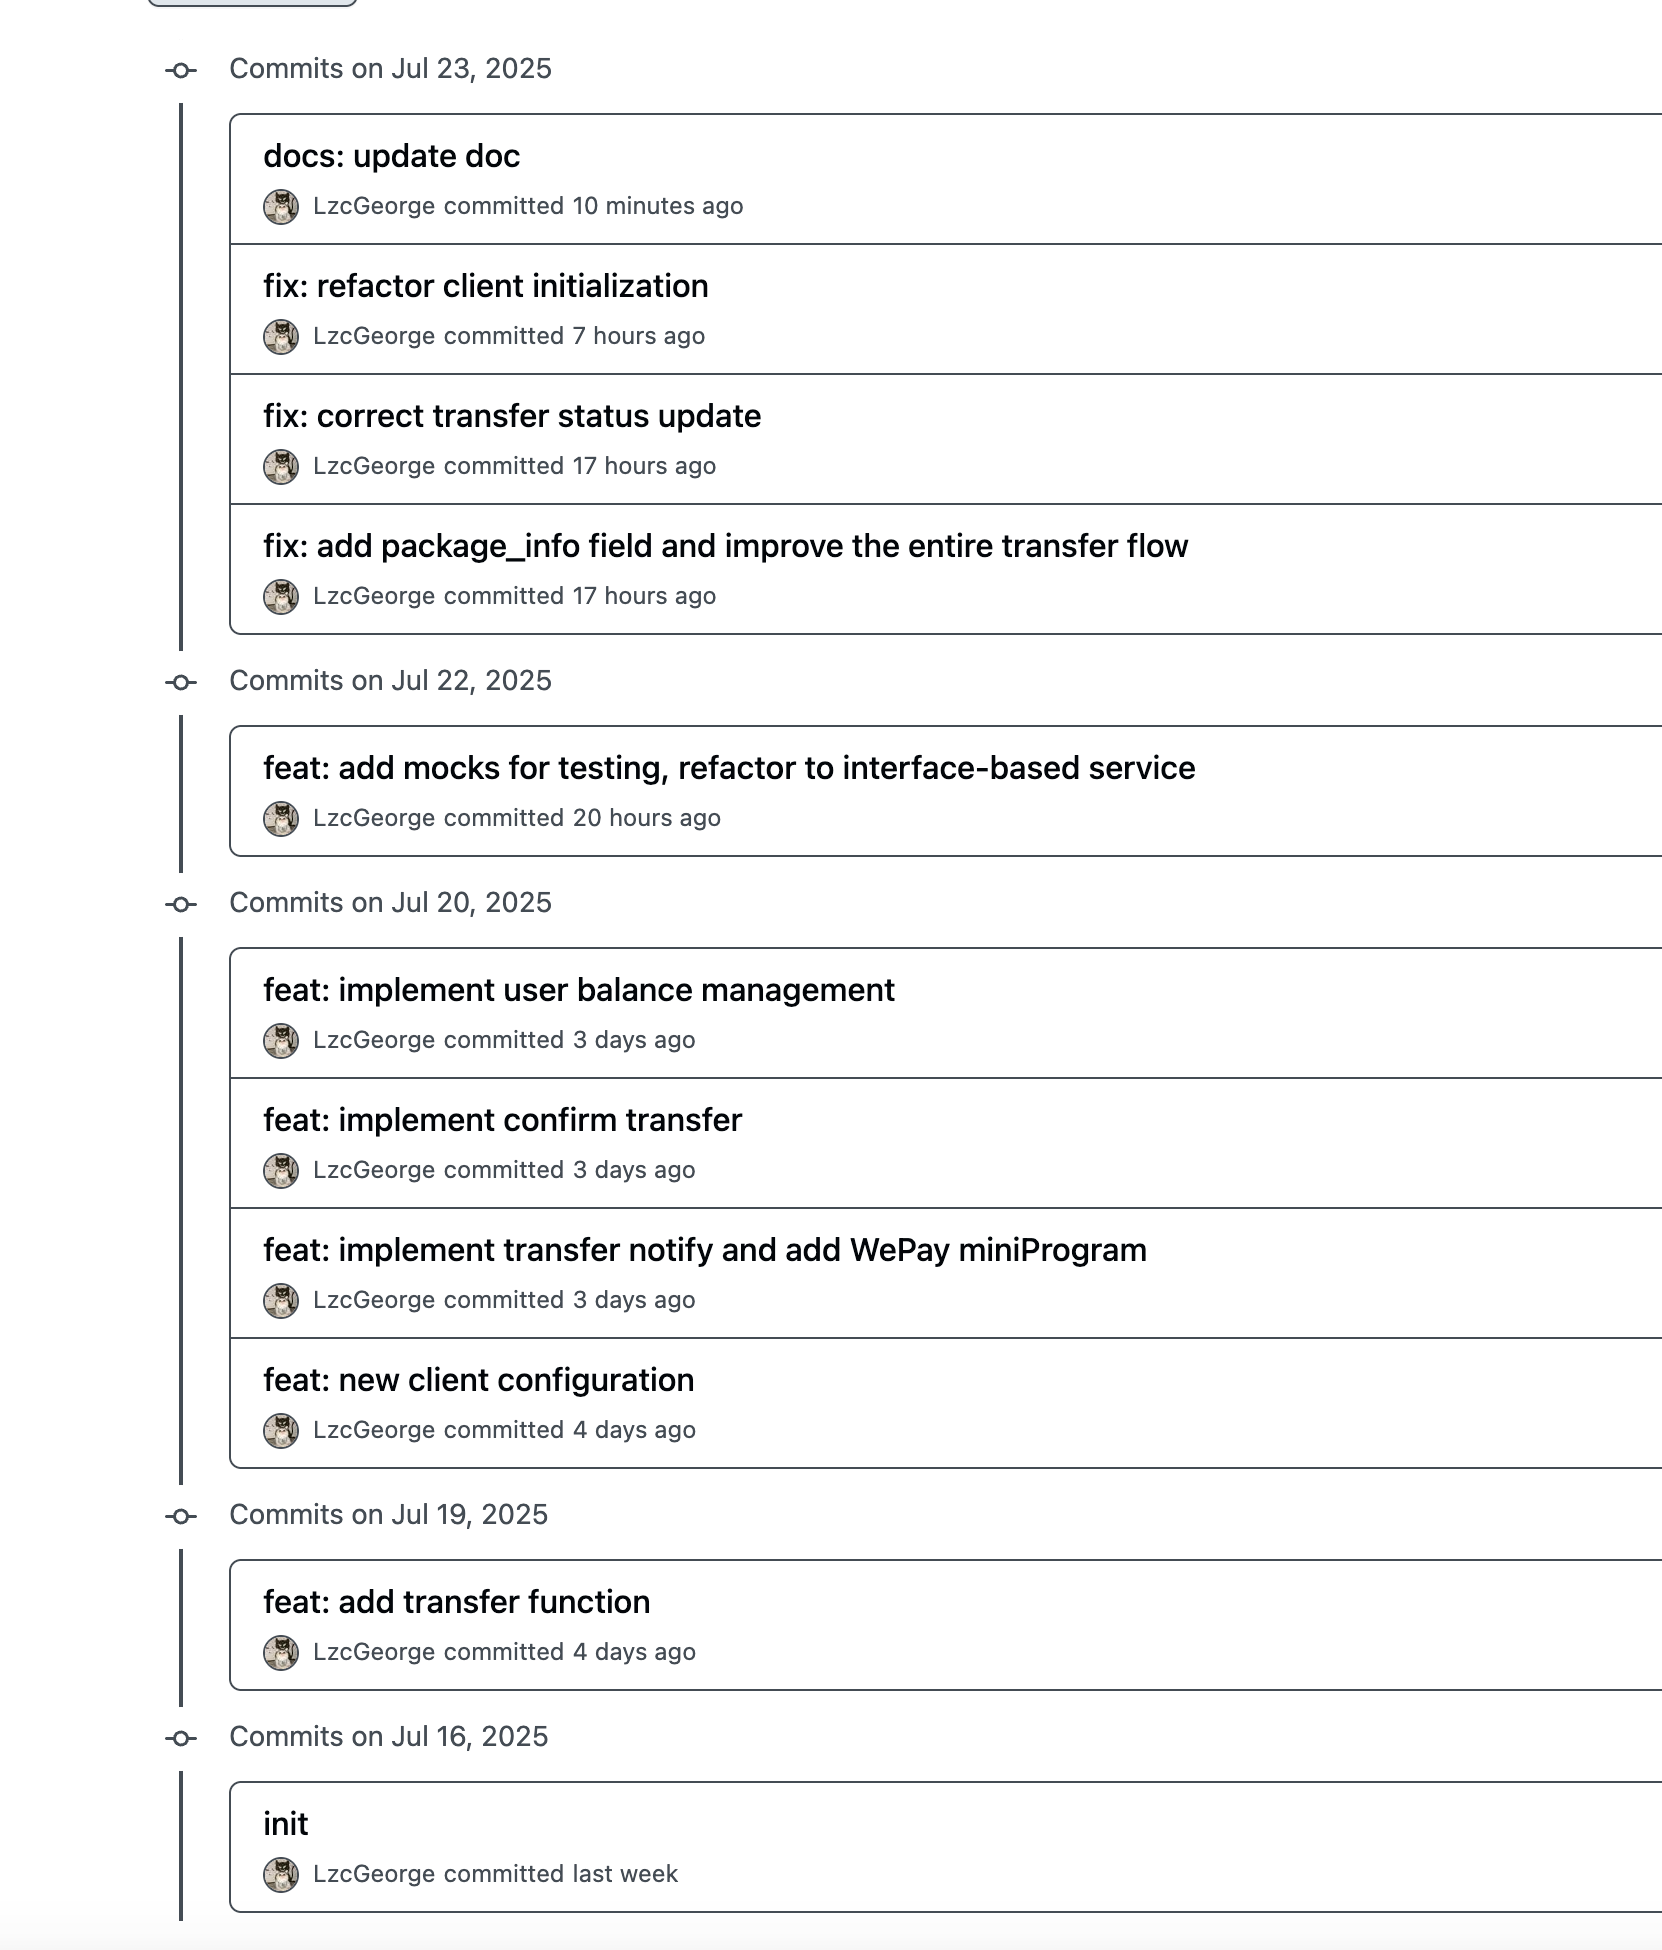 Commits on Jul 23, 2025
docs: update doc
LzcGeorge committed 10 minutes ago
fix: refactor client initialization
LzcGeorge committed 7 hours ago
fix: correct transfer status update
LzcGeorge committed 17 hours ago
fix: add package_info field and improve the entire transfer flow
LzcGeorge committed 17 hours ago
Commits on Jul 22, 2025
feat: add mocks for testing, refactor to interface-based service
LzcGeorge committed 20 hours ago
Commits on Jul 20, 2025
feat: implement user balance management
LzcGeorge committed 3 days ago
feat: implement confirm transfer
LzcGeorge committed 3 days ago
feat: implement transfer notify and add WePay miniProgram
LzcGeorge committed 3 days ago
feat: new client configuration
LzcGeorge committed 4 days ago
Commits on Jul 19, 2025
feat: add transfer function
LzcGeorge committed 4 days ago
Commits on Jul 16, 2025
init
LzcGeorge committed last week